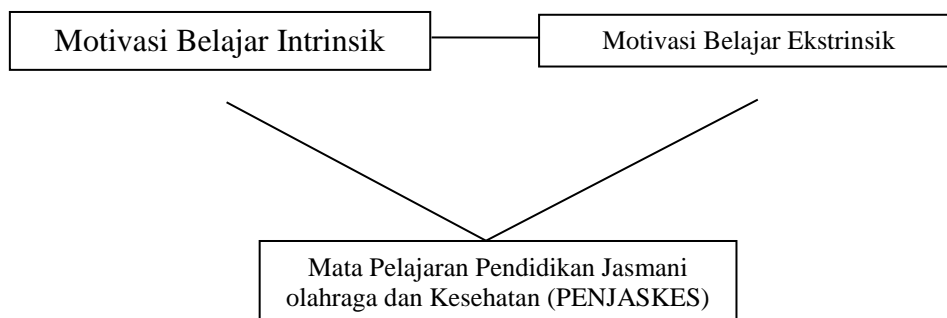 Motivasi Belajar Intrinsik
Motivasi Belajar Ekstrinsik
Mata Pelajaran Pendidikan Jasmani
olahraga dan Kesehatan (PENJASKES)